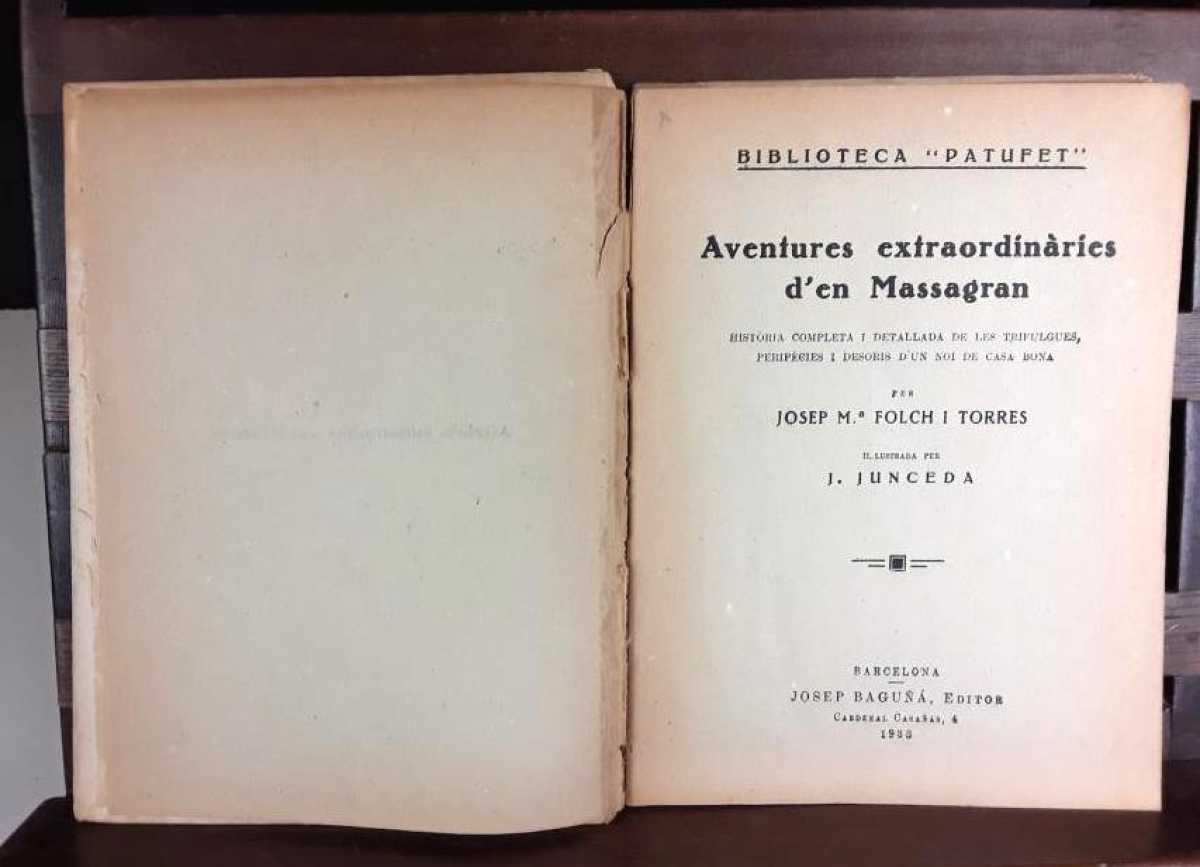 BIBLIOTECA "PATUFET"
Aventures extraordinàries
d'en Massagran
HISTÒRIA COMPLETA I DETALLADA DE LES TRIFULGUES,
PERIPÈCIES I DESORIS D'UN NOI DE CASA BONA
PER
JOSEP M.ª FOLCH I TORRES
IL.LUSTRADA PER
J. JUNCEDA
BARCELONA
JOSEP BAGUÑÁ, EDITOR
CARDENAL CASAÑAS, 4